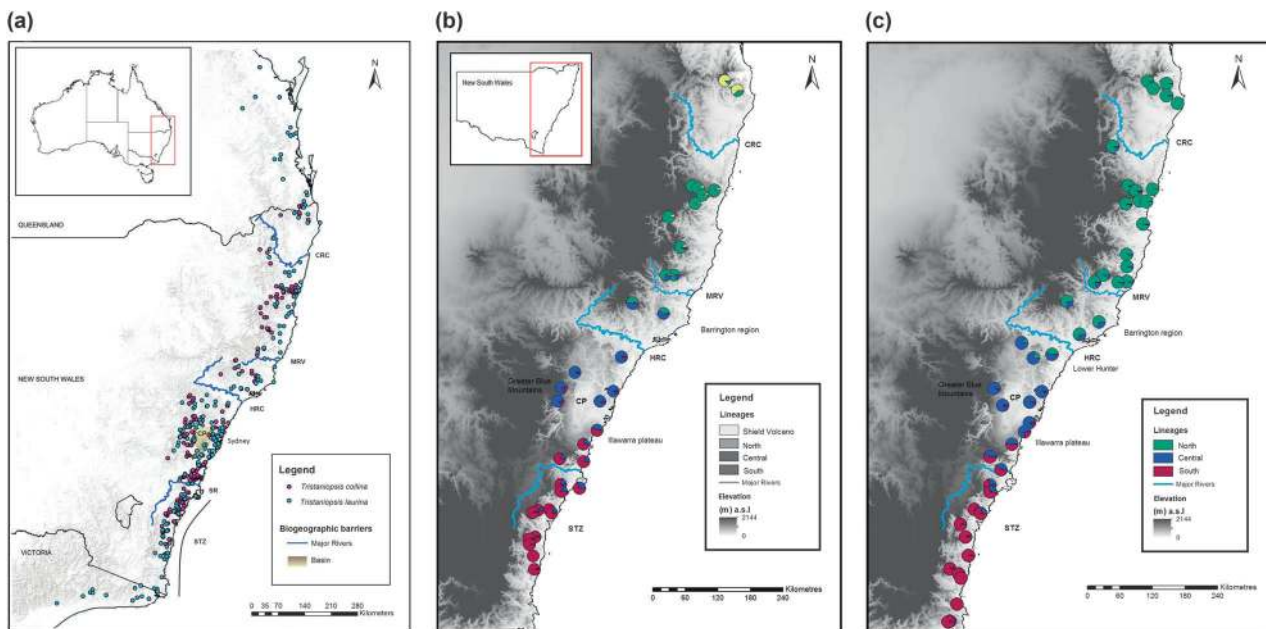 (a)
N
QUEENSLAND
CRC
NEW SOUTH WALES
MRV
HRC
CP
Sydney
SR
STZ
VICTORIA
Legend
Tristaniopsis collina
Tristaniopsis laurina
Biogeographic barriers
Major Rivers
Basin
0 35 70 140 210 280
Kilometers
(b)
New South Wales
N
CRC
MRV
Barrington region
HRC
Greater Blue
Mountains
CP
Illawarra plateau
STZ
Legend
Lineages
Shield Volcano
North
Central
South
Major Rivers
Elevation
(m) a.s.l
2144
0
Kilometres
0 30 60 120 180 240
(c)
N
CRC
MRV
Barrington region
HRC
Lower Hunter
Greater Blue
Mountains
CP
Illawarra plateau
STZ
Legend
Lineages
North
Central
South
Major Rivers
Elevation
(m) a.s.l
2144
0
Kilometres
0 30 60 120 180 240